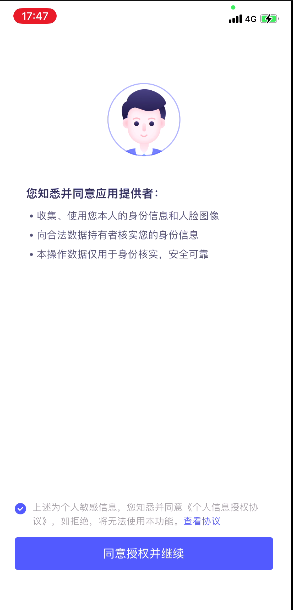 17:47
4G
您知悉并同意应用提供者：
• 收集、使用您本人的身份信息和人脸图像
• 向合法数据持有者核实您的身份信息
• 本操作数据仅用于身份核实，安全可靠
上述为个人敏感信息，您知悉并同意《个人信息授权协
议》，如拒绝，将无法使用本功能。查看协议
同意授权并继续